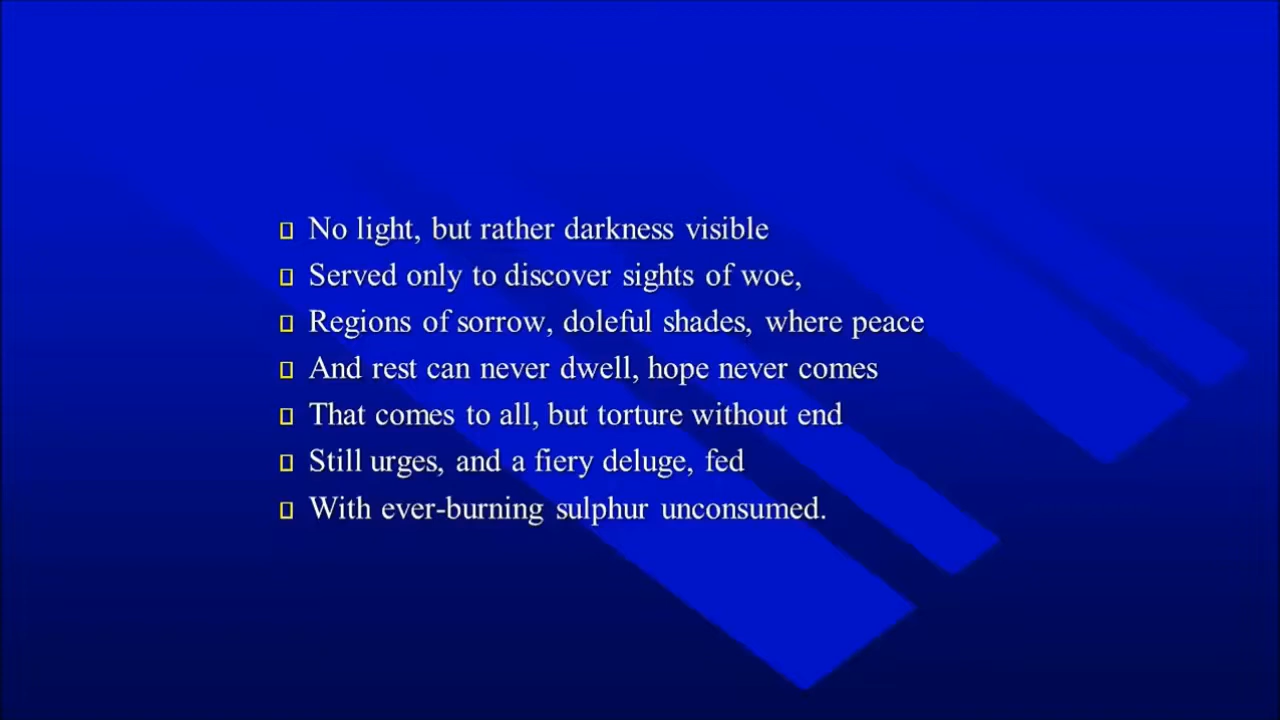 No light, but rather darkness visible
Served only to discover sights of woe,
Regions of sorrow, doleful shades, where peace
And rest can never dwell, hope never comes
That comes to all, but torture without end
Still urges, and a fiery deluge, fed
With ever-burning sulphur unconsumed.